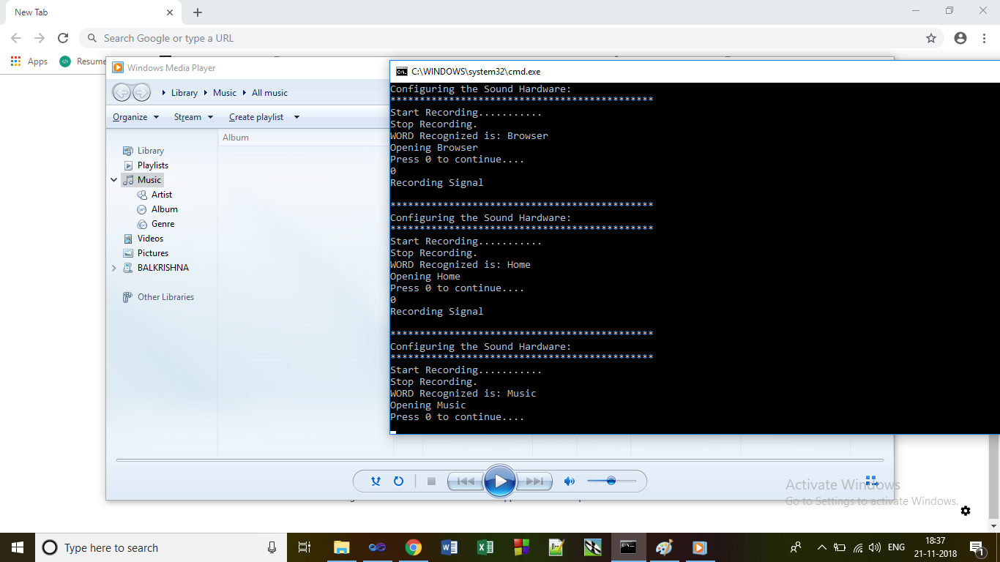 New Tab
Search Google or type a URL
Apps
Resume
Windows Media Player
Library
Music
All music
Organize
Stream
Create playlist
Album
Library
Playlists
Music
Artist
Album
Genre
Videos
Pictures
BALKRISHNA
Other Libraries
C:\WINDOWS\system32\cmd.exe
Configuring the Sound Hardware:
*********************************************
Start Recording...........
Stop Recording.
WORD Recognized is: Browser
Opening Browser
Press 0 to continue....
0
Recording Signal
*********************************************
Configuring the Sound Hardware:
*********************************************
Start Recording...........
Stop Recording.
WORD Recognized is: Home
Opening Home
Press 0 to continue....
0
Recording Signal
*********************************************
Configuring the Sound Hardware:
*********************************************
Start Recording...........
Stop Recording.
WORD Recognized is: Music
Opening Music
Press 0 to continue....
Activate Windows
Go to Settings to activate Windows.
Type here to search
ENG
18:37
21-11-2018
1